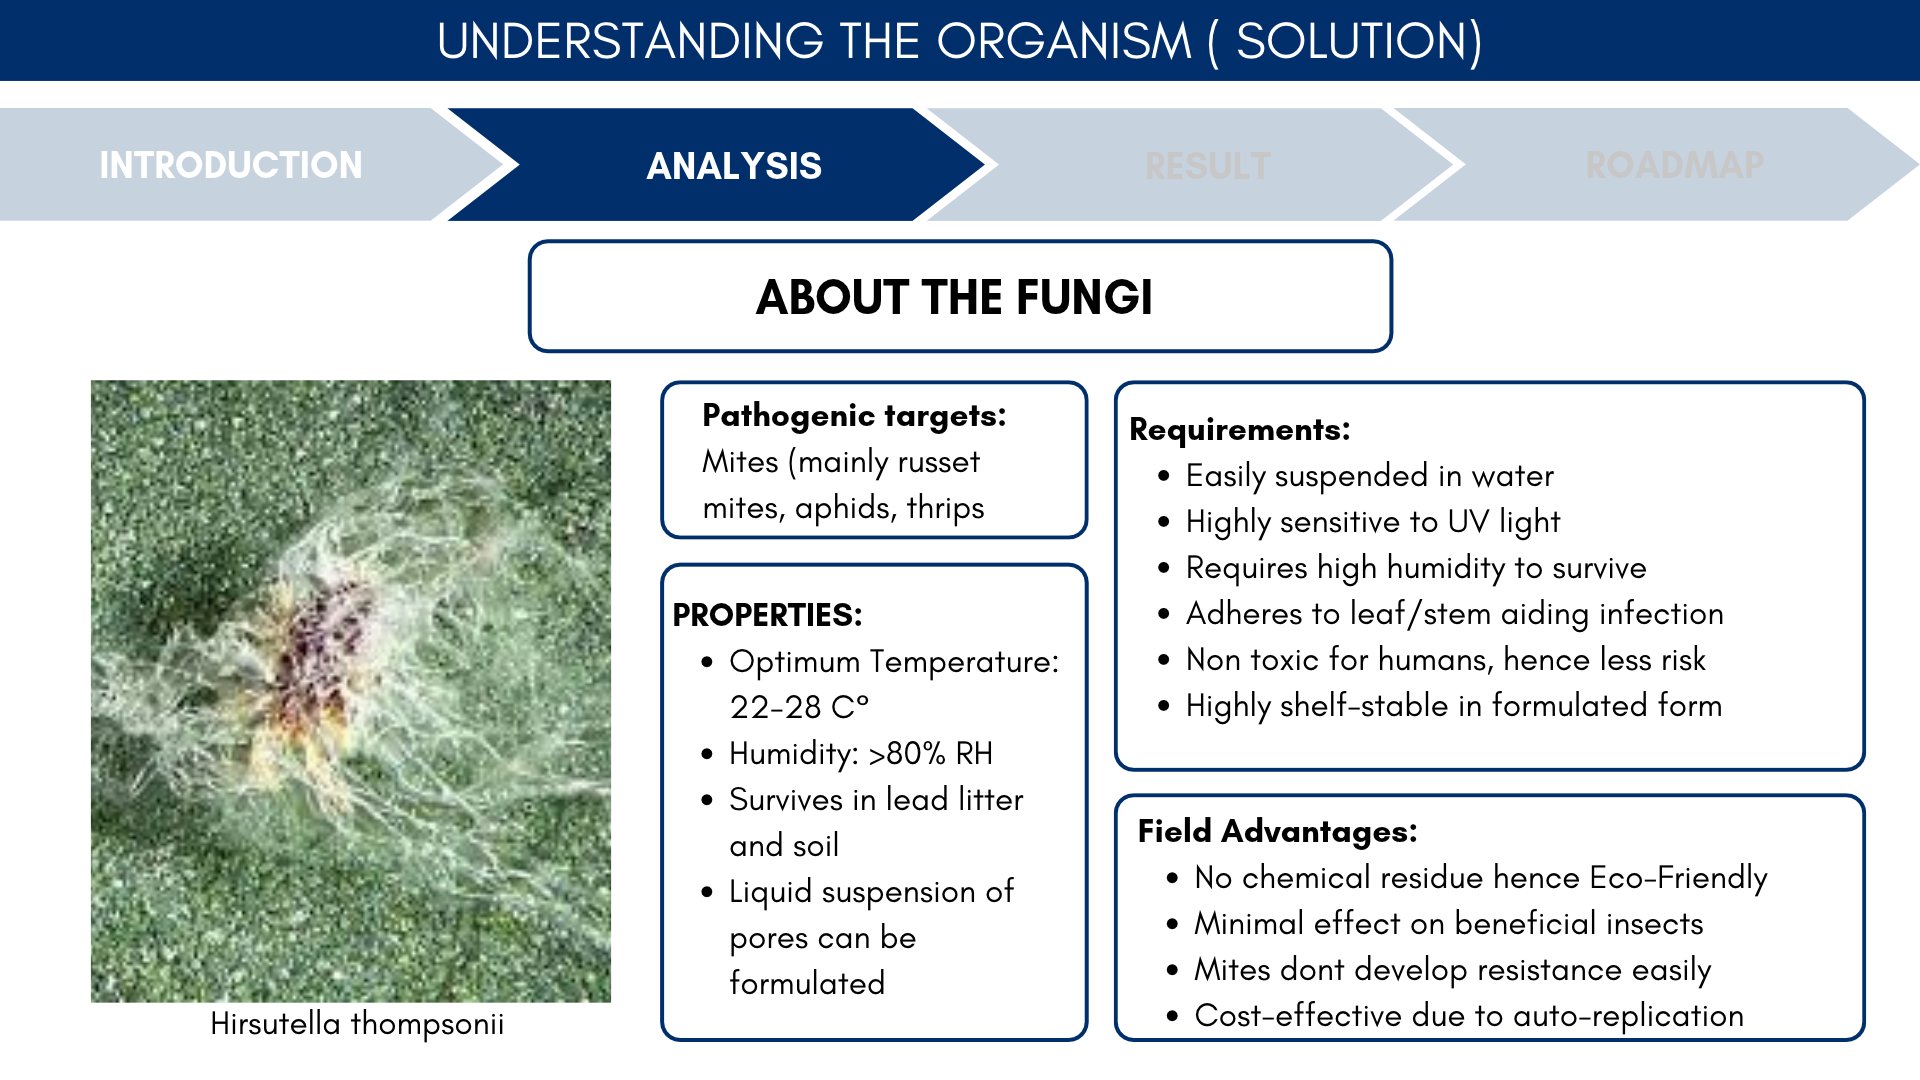 UNDERSTANDING THE ORGANISM ( SOLUTION)
INTRODUCTION
ANALYSIS
RESULT
ROADMAP
ABOUT THE FUNGI
Hirsutella thompsonii
Pathogenic targets:
Mites (mainly russet
mites, aphids, thrips
PROPERTIES:
• Optimum Temperature:
22-28 C°
• Humidity: >80% RH
• Survives in lead litter
and soil
• Liquid suspension of
pores can be
formulated
Requirements:
• Easily suspended in water
• Highly sensitive to UV light
• Requires high humidity to survive
• Adheres to leaf/stem aiding infection
• Non toxic for humans, hence less risk
• Highly shelf-stable in formulated form
Field Advantages:
• No chemical residue hence Eco-Friendly
• Minimal effect on beneficial insects
• Mites dont develop resistance easily
• Cost-effective due to auto-replication